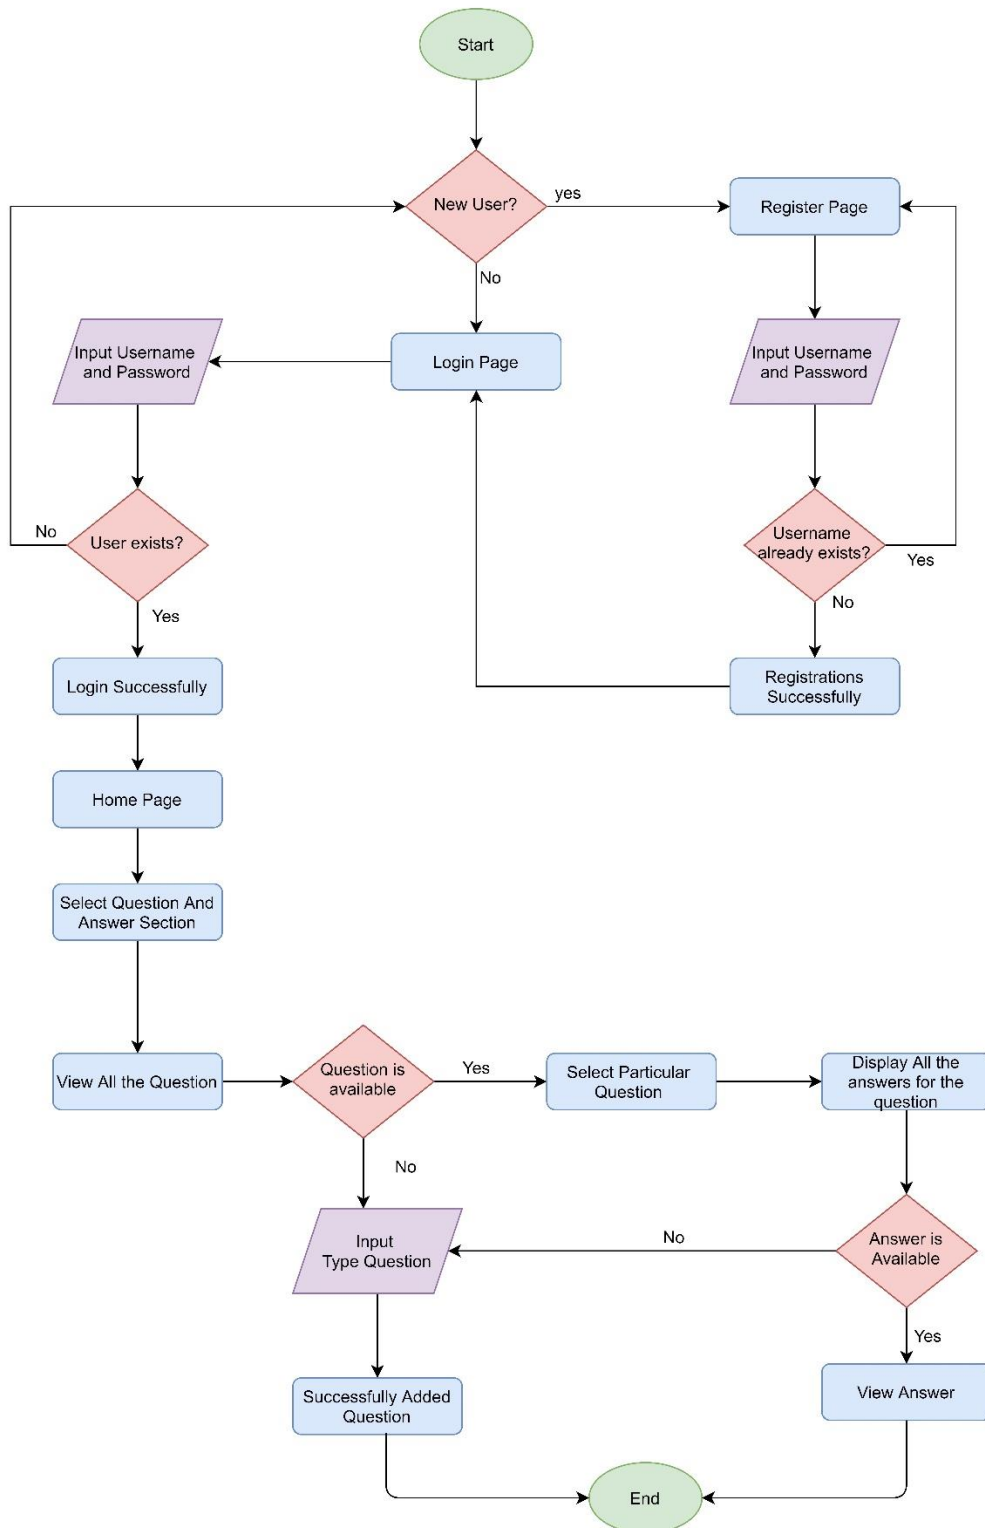 Start
New User?
yes
Register Page
No
Input Username
and Password
Login Page
Input Username
and Password
No
User exists?
Username
already exists?
Yes
Yes
No
Login Successfully
Registrations
Successfully
Home Page
Select Question And
Answer Section
View All the Question
Question is
available
Yes
Select Particular
Question
Display All the
answers for the
question
No
Input
Type Question
No
Answer is
Available
Yes
Successfully Added
Question
View Answer
End